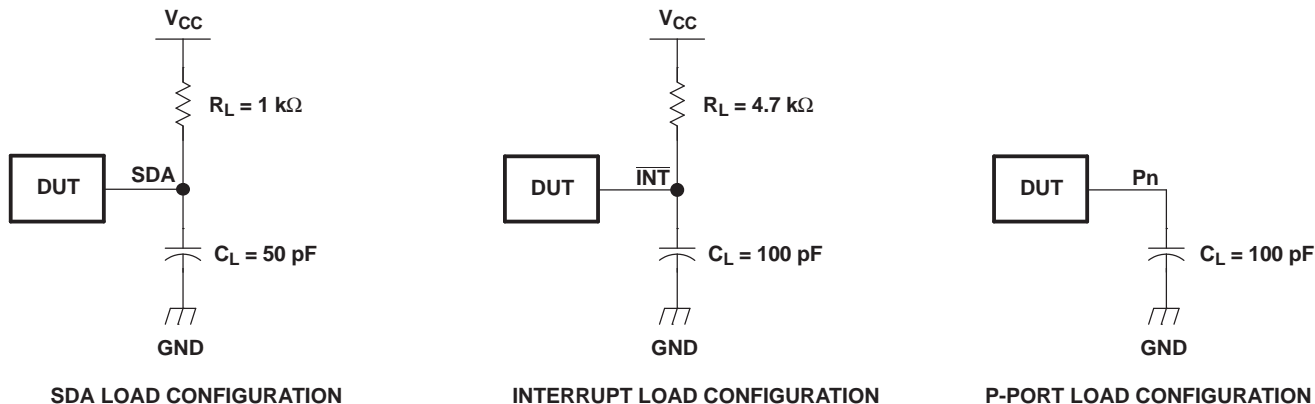 VCC
RL = 1 kΩ
DUT
SDA
CL = 50 pF
GND
SDA LOAD CONFIGURATION
VCC
RL = 4.7 kΩ
DUT
INT
CL = 100 pF
GND
INTERRUPT LOAD CONFIGURATION
DUT
Pn
CL = 100 pF
GND
P-PORT LOAD CONFIGURATION